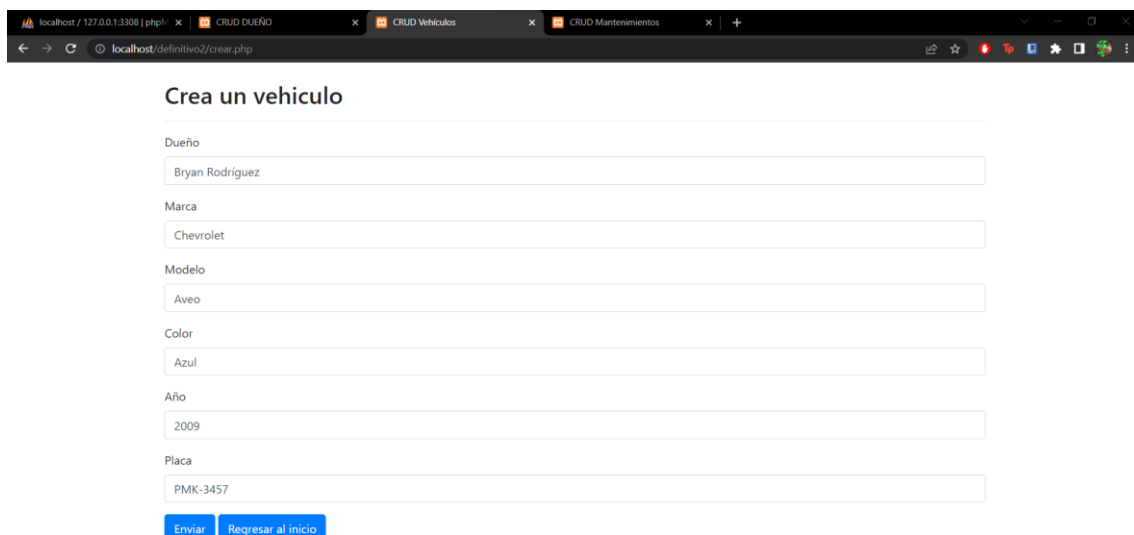 localhost / 127.0.0.1:3308 | php
CRUD DUEÑO
CRUD Vehículos
CRUD Mantenimientos
localhost/definitivo2/crear.php
Crea un vehiculo
Dueño
Bryan Rodríguez
Marca
Chevrolet
Modelo
Aveo
Color
Azul
Año
2009
Placa
PMK-3457
Enviar
Regresar al inicio